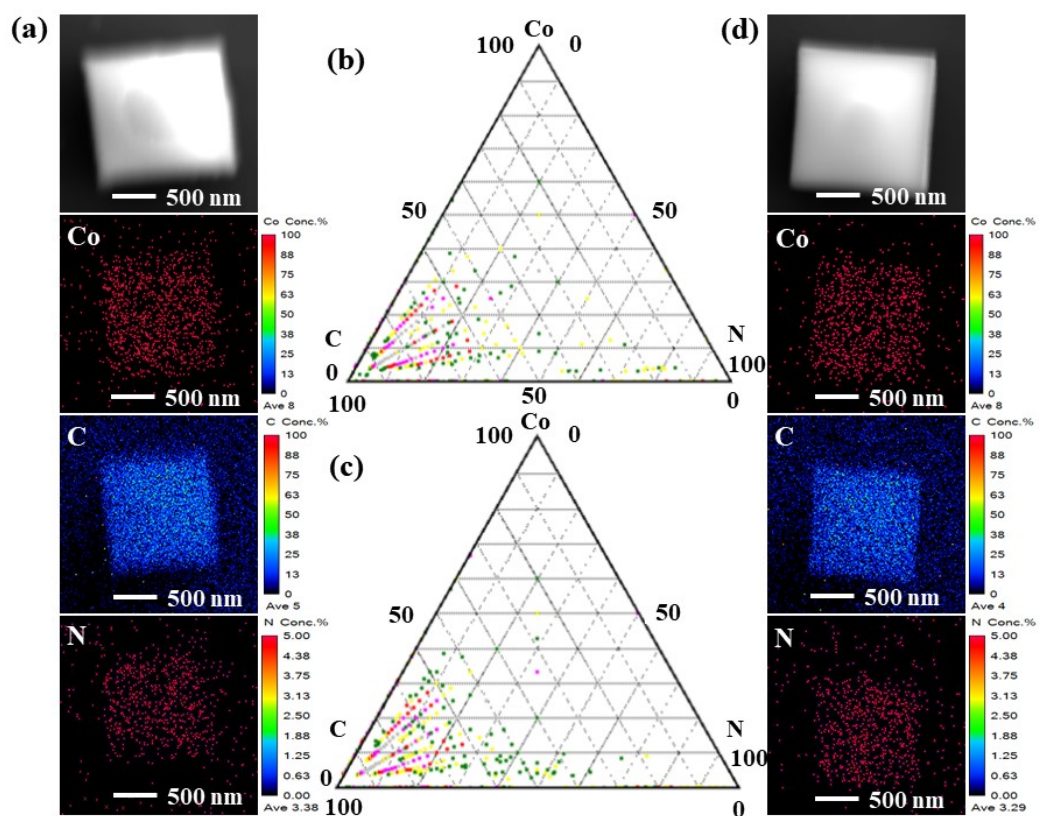 (a)
500 nm
Co
500 nm
Co Conc.%
100
88
75
63
50
38
25
13
0
Ave 8
C
500 nm
C Conc.%
100
88
75
63
50
38
25
13
0
Ave 5
N
500 nm
N Conc.%
5.00
4.38
3.75
3.13
2.50
1.88
1.25
0.63
0.00
Ave 3.38
(b)
Co
100 0
50 50
C N
0 100
100 50 0
(c)
Co
100 0
50 50
C N
0 100
100 0
(d)
500 nm
Co
500 nm
Co Conc.%
100
88
75
63
50
38
25
13
0
Ave 8
C
500 nm
C Conc.%
100
88
75
63
50
38
25
13
0
Ave 4
N
500 nm
N Conc.%
5.00
4.38
3.75
3.13
2.50
1.88
1.25
0.63
0.00
Ave 3.29